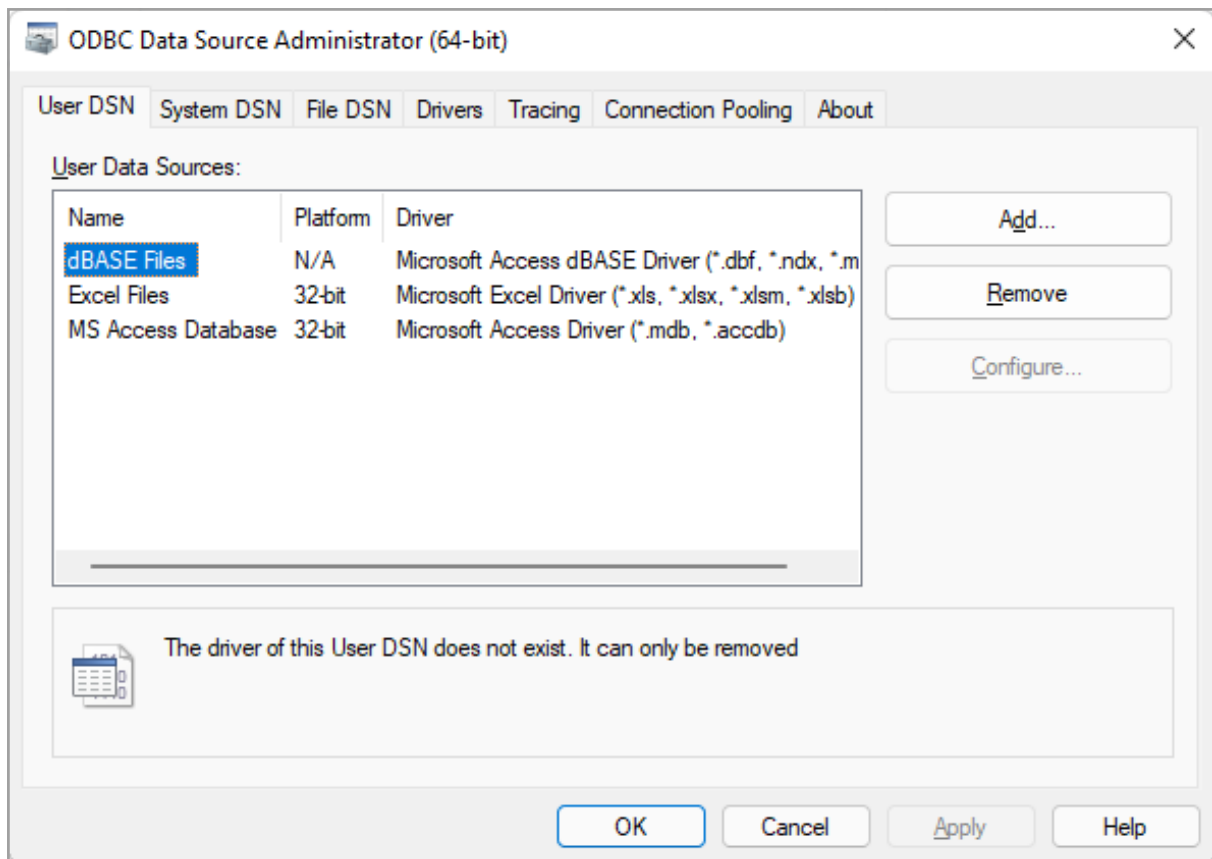 ODBC Data Source Administrator (64-bit)
User DSN System DSN File DSN Drivers Tracing Connection Pooling About
User Data Sources:
Name Platform Driver
dBASE Files N/A Microsoft Access dBASE Driver (*.dbf, *.ndx, *.m
Excel Files 32-bit Microsoft Excel Driver (*.xls, *.xlsx, *.xlsm, *.xlsb)
MS Access Database 32-bit Microsoft Access Driver (*.mdb, *.accdb)
Add...
Remove
Configure...
The driver of this User DSN does not exist. It can only be removed
OK Cancel Apply Help